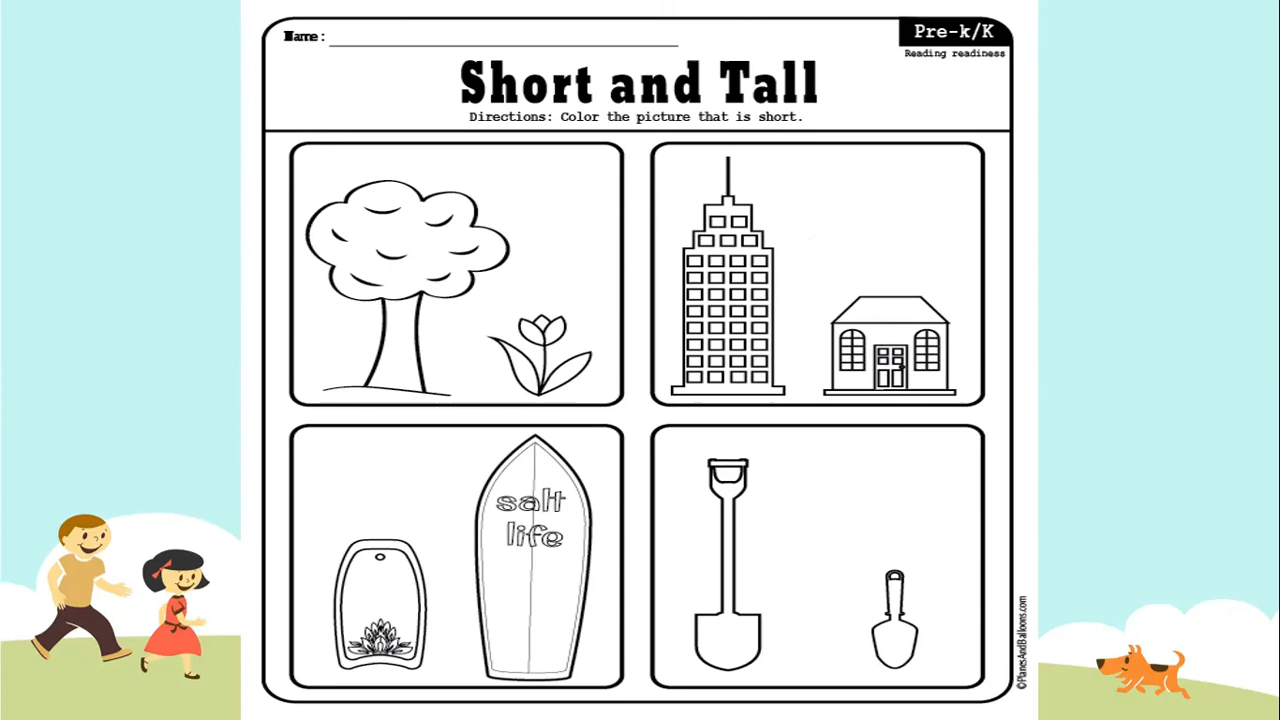 Name :
Pre-k/K
Reading readiness
Short and Tall
Directions: Color the picture that is short.
salt
life
©PlanesAndBalloons.com